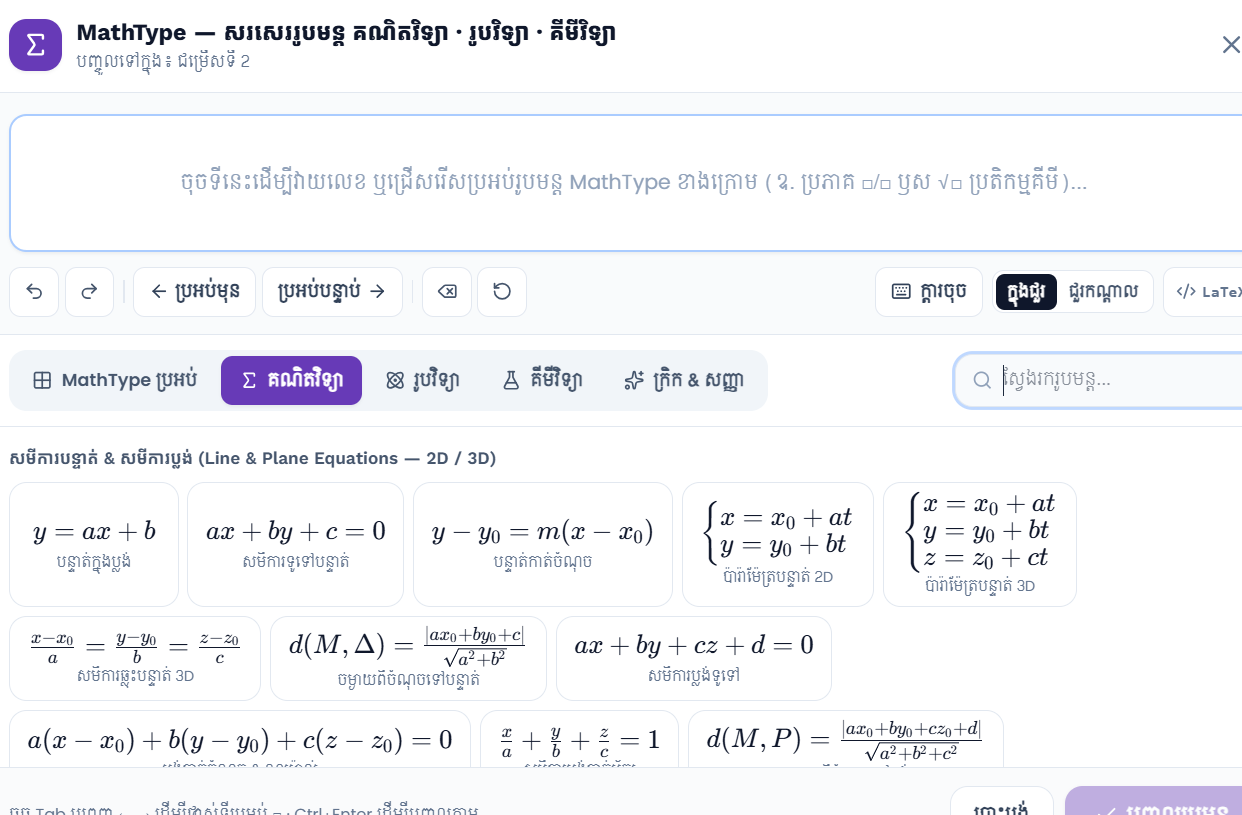 MathType — សរសេររូបមន្ត គណិតវិទ្យា · រូបវិទ្យា · គីមីវិទ្យា
បញ្ចូលទៅក្នុង៖ ជម្រើសទី 2
ចុចទីនេះដើម្បីវាយលេខ ឬជ្រើសរើសប្រអប់រូបមន្ត MathType ខាងក្រោម (ឧ. ប្រភាគ □/□ ឫស √□ ប្រតិកម្មគីមី)...
← ប្រអប់មុន ប្រអប់បន្ទាប់ → ក្ដារចុច ក្នុងជួរ ជួរកណ្ដាល </> LaTeX
MathType ប្រអប់ Σ គណិតវិទ្យា រូបវិទ្យា គីមីវិទ្យា ក្រិក & សញ្ញា ស្វែងរករូបមន្ត...
សមីការបន្ទាត់ & សមីការប្លង់ (Line & Plane Equations — 2D / 3D)
y = ax + b
បន្ទាត់ក្នុងប្លង់
ax + by + c = 0
សមីការទូទៅបន្ទាត់
y − y₀ = m(x − x₀)
បន្ទាត់កាត់ចំណុច
x = x₀ + at
y = y₀ + bt
ប៉ារ៉ាម៉ែត្របន្ទាត់ 2D
x = x₀ + at
y = y₀ + bt
z = z₀ + ct
ប៉ារ៉ាម៉ែត្របន្ទាត់ 3D
(x−x₀)/a = (y−y₀)/b = (z−z₀)/c
សមីការឆ្លុះបន្ទាត់ 3D
d(M, Δ) = |ax₀+by₀+c|/√(a²+b²)
ចម្ងាយពីចំណុចទៅបន្ទាត់
ax + by + cz + d = 0
សមីការប្លង់ទូទៅ
a(x − x₀) + b(y − y₀) + c(z − z₀) = 0
x/a + y/b + z/c = 1
d(M, P) = |ax₀+by₀+cz₀+d|/√(a²+b²+c²)
ចុច Tab
Ctrl+Enter
បោះបង់